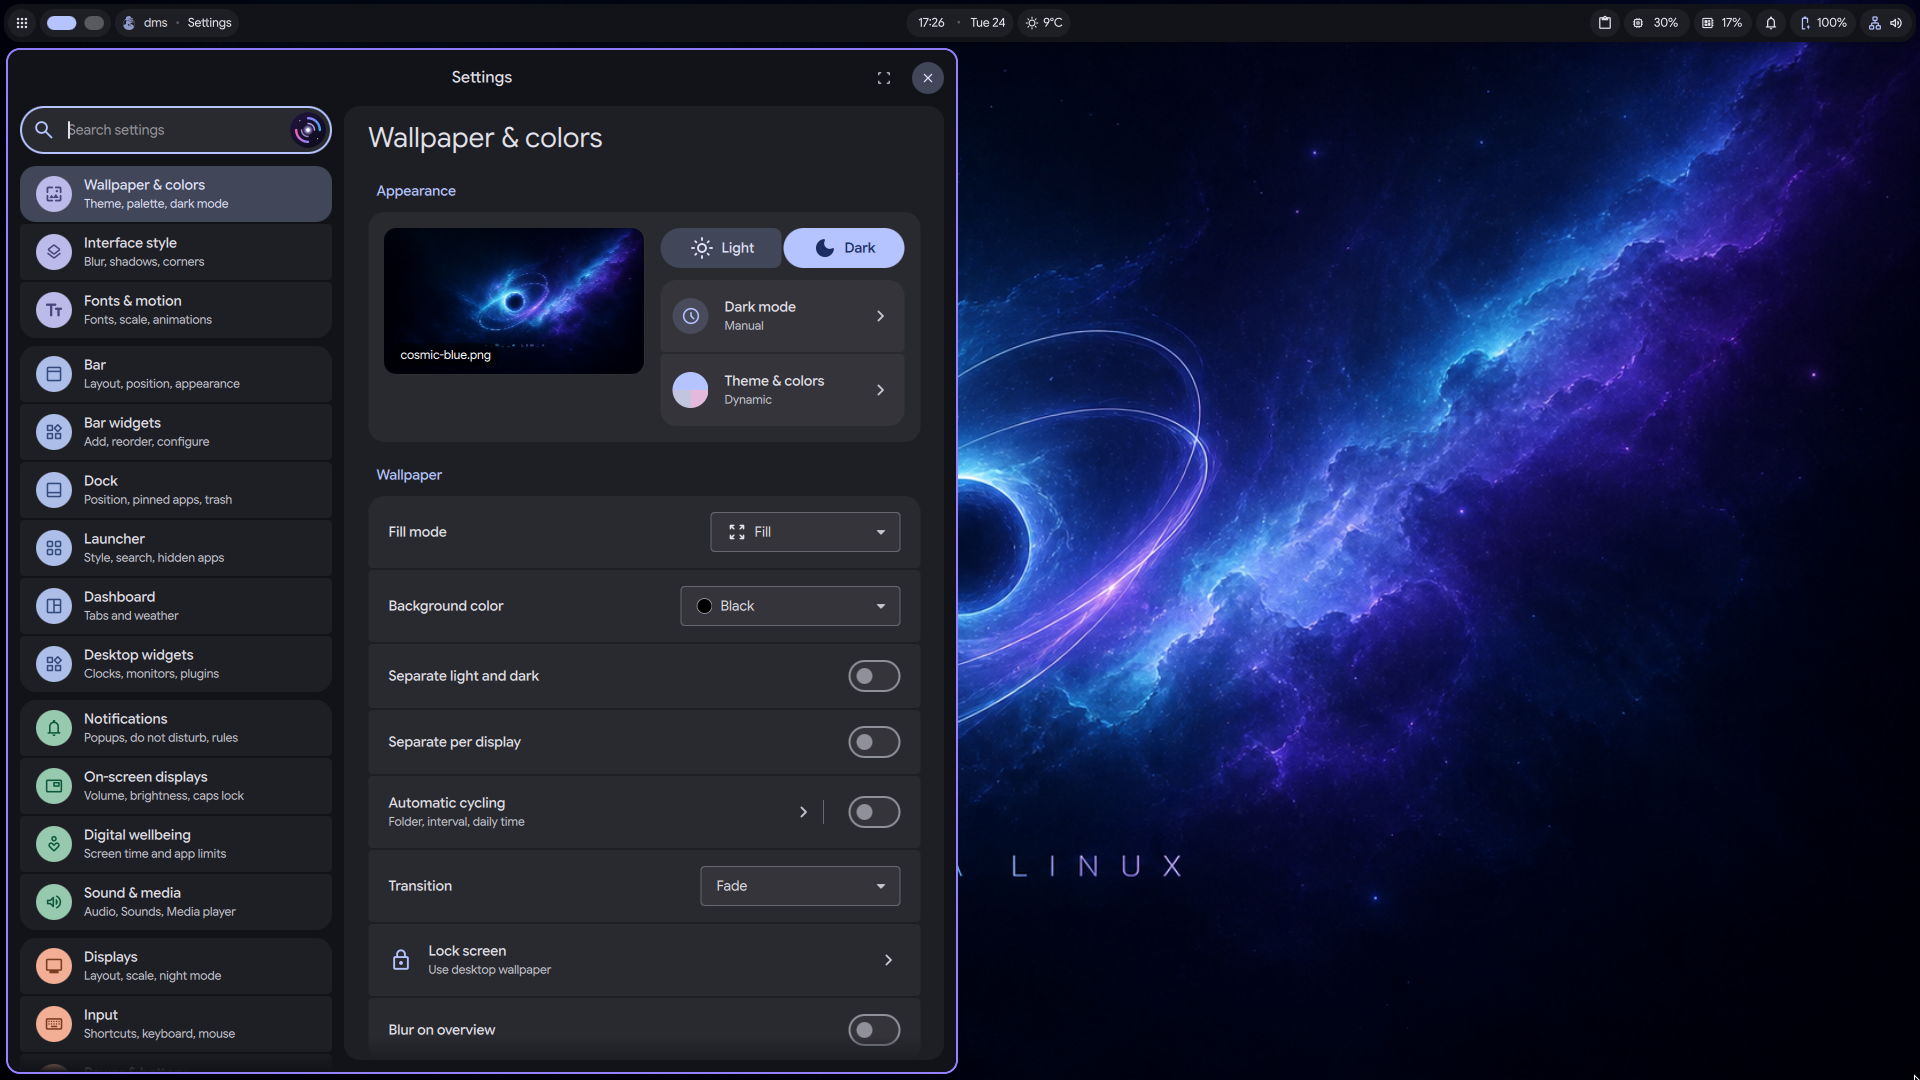 dms • Settings
17:26 • Tue 24
9°C
30%
17%
100%
Settings
Search settings
Wallpaper & colors
Theme, palette, dark mode
Interface style
Blur, shadows, corners
Fonts & motion
Fonts, scale, animations
Bar
Layout, position, appearance
Bar widgets
Add, reorder, configure
Dock
Position, pinned apps, trash
Launcher
Style, search, hidden apps
Dashboard
Tabs and weather
Desktop widgets
Clocks, monitors, plugins
Notifications
Popups, do not disturb, rules
On-screen displays
Volume, brightness, caps lock
Digital wellbeing
Screen time and app limits
Sound & media
Audio, Sounds, Media player
Displays
Layout, scale, night mode
Input
Shortcuts, keyboard, mouse
Wallpaper & colors
Appearance
cosmic-blue.png
Light
Dark
Dark mode
Manual
Theme & colors
Dynamic
Wallpaper
Fill mode
Fill
Background color
Black
Separate light and dark
Separate per display
Automatic cycling
Folder, interval, daily time
Transition
Fade
Lock screen
Use desktop wallpaper
Blur on overview
LINUX